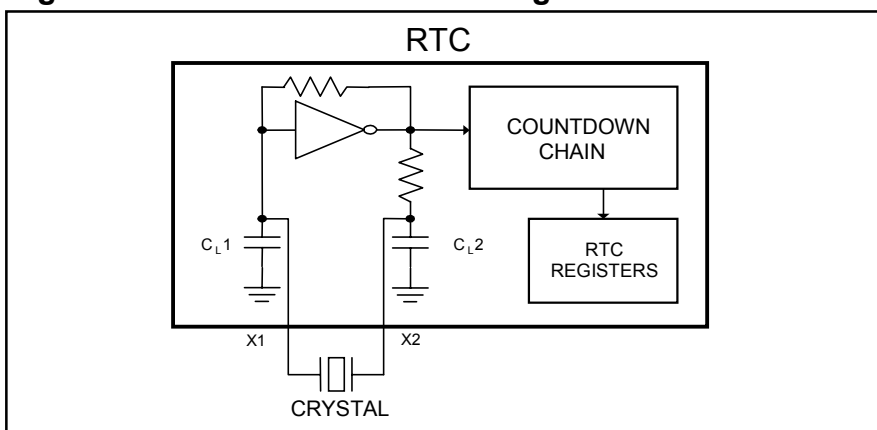 RTC
COUNTDOWN
CHAIN
CL1
CL2
RTC
REGISTERS
X1
X2
CRYSTAL